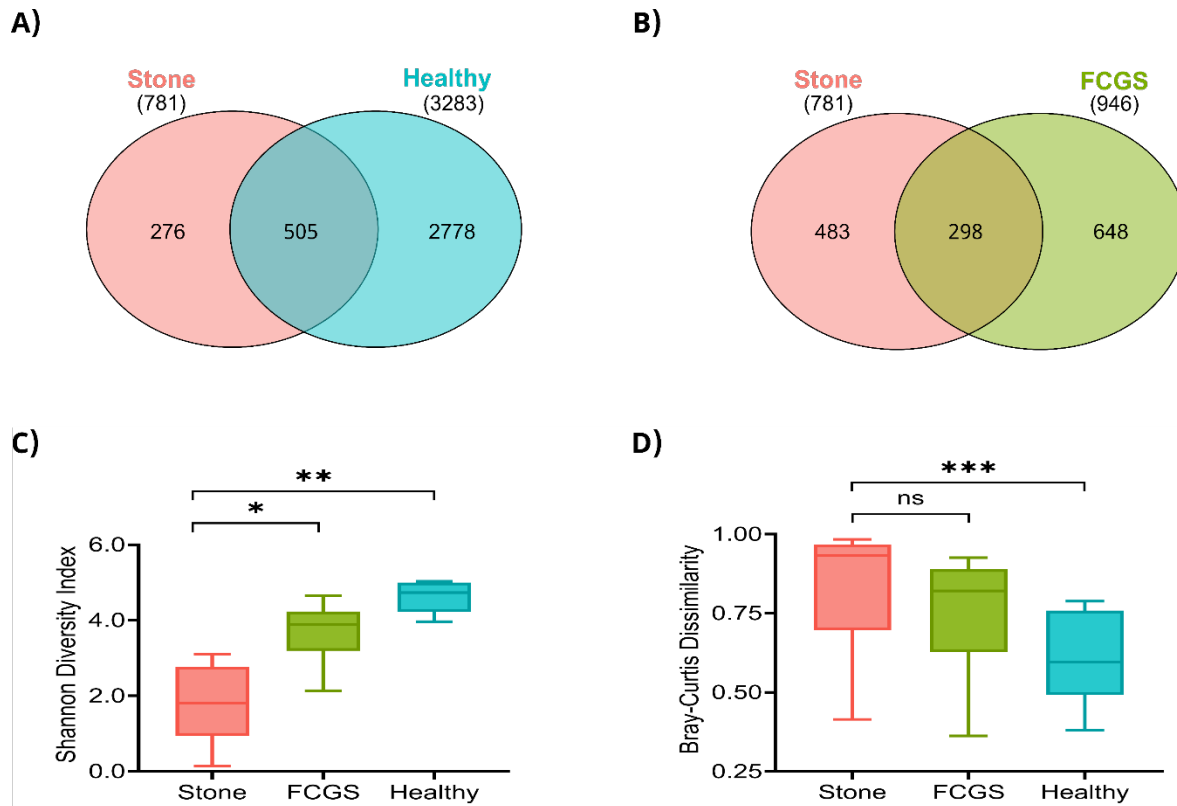 A)
Stone
(781)
Healthy
(3283)
276
505
2778
B)
Stone
(781)
FCGS
(946)
483
298
648
C)
**
*
Shannon Diversity Index
6.0
4.0
2.0
0.0
Stone FCGS Healthy
D)
***
ns
Bray-Curtis Dissimilarity
1.00
0.75
0.50
0.25
Stone FCGS Healthy